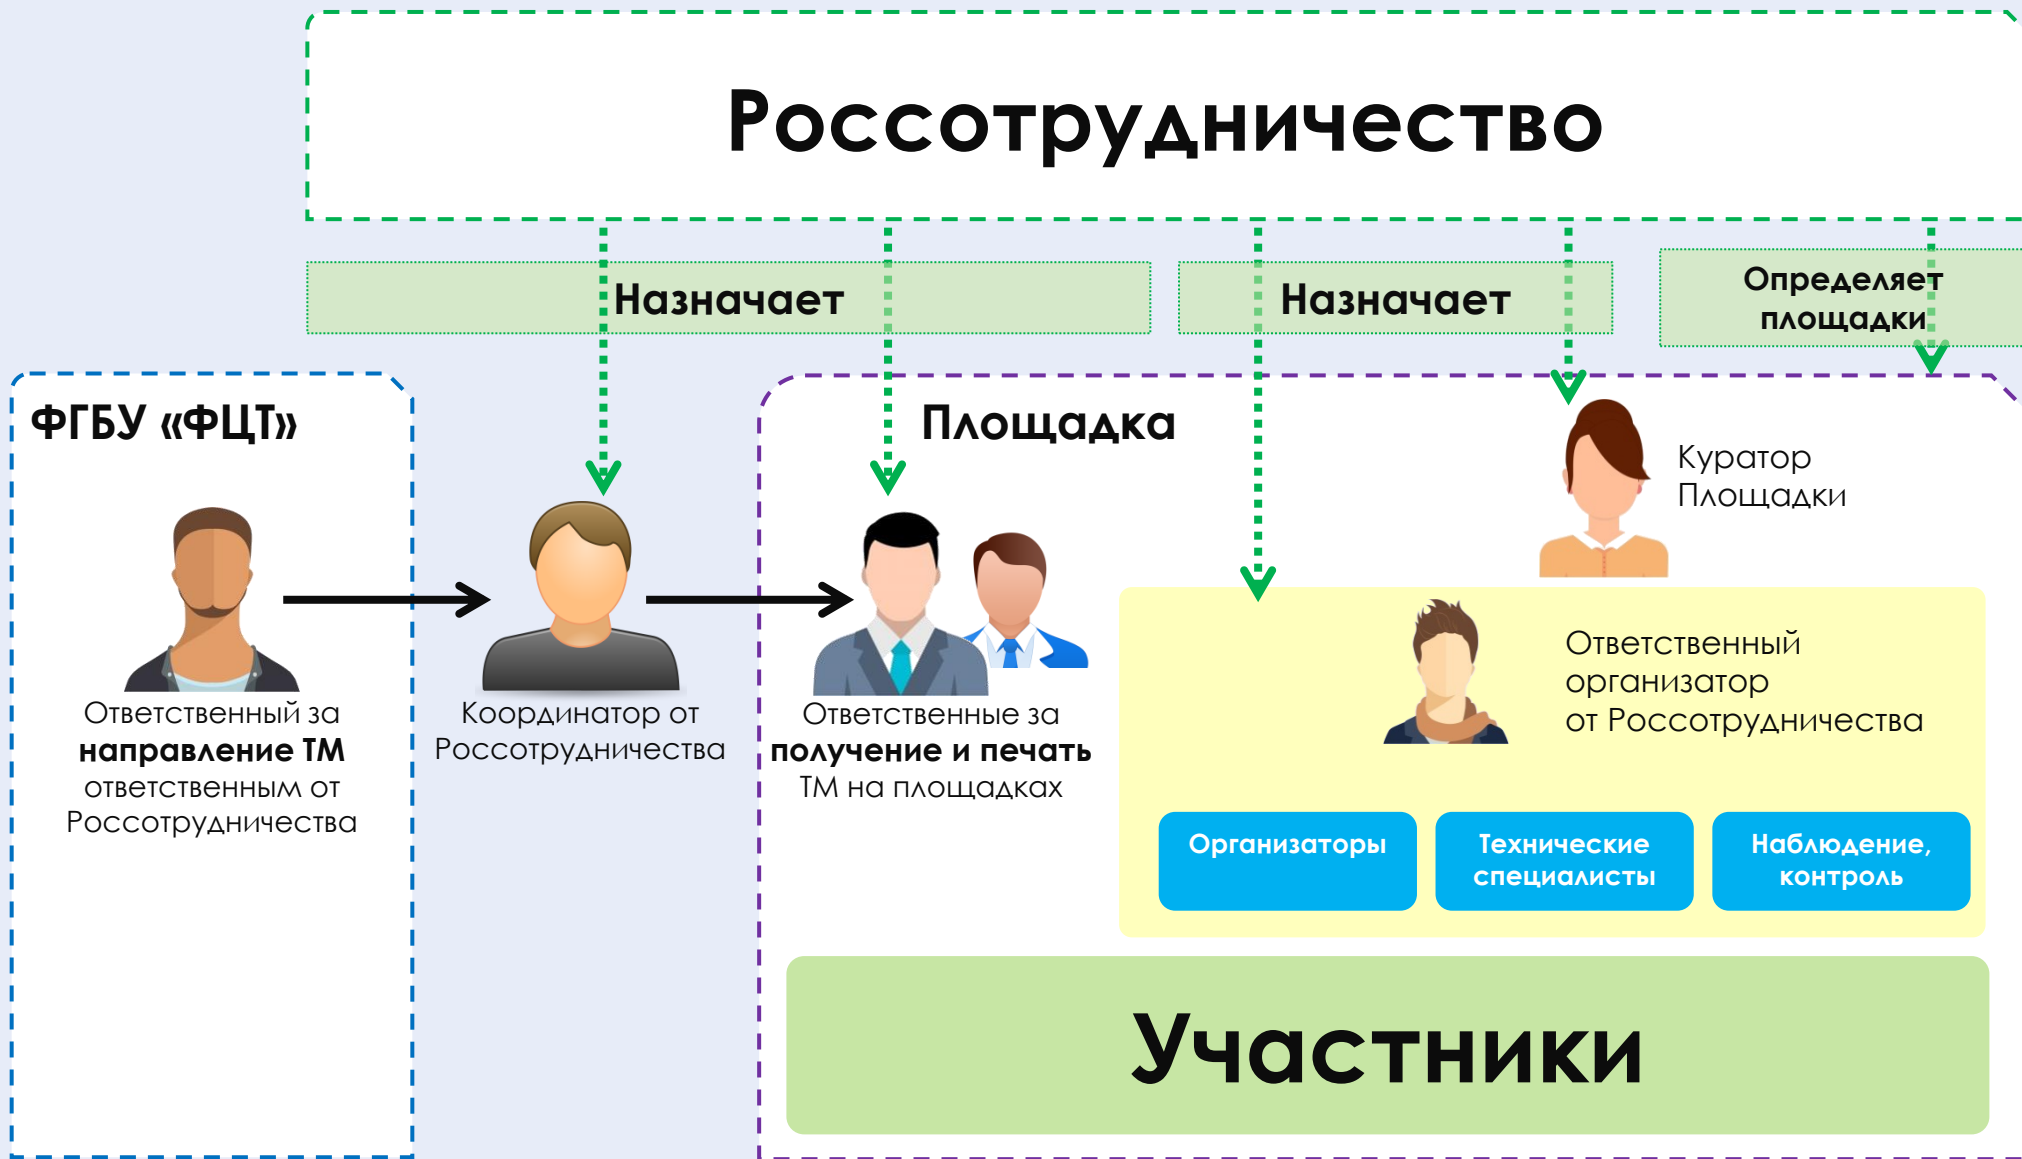 Россотрудничество
Назначает
Назначает
Определяет
площадки
ФГБУ «ФЦТ»
Площадка
Куратор
Площадки
Ответственный за
направление ТМ
ответственным от
Россотрудничества
Координатор от
Россотрудничества
Ответственные за
получение и печать
ТМ на площадках
Ответственный
организатор
от Россотрудничества
Организаторы
Технические
специалисты
Наблюдение,
контроль
Участники